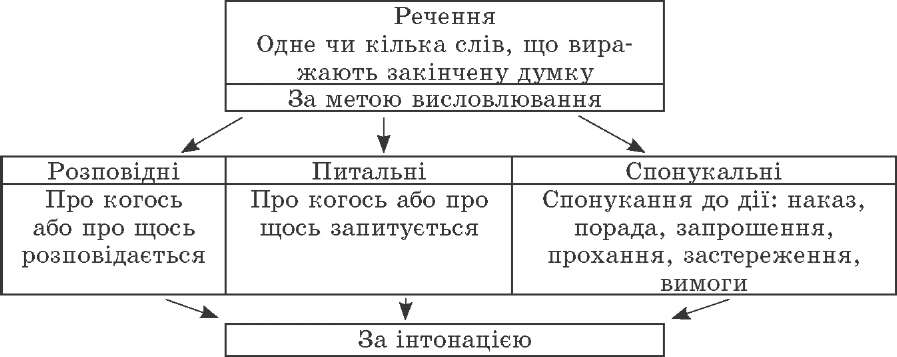 Речення
Одне чи кілька слів, що вира-
жають закінчену думку
За метою висловлювання
Розповідні
Питальні
Спонукальні
Про когось
або про щось
розповідається
Про когось або про
щось запитується
Спонукання до дії: наказ,
порада, запрошення,
прохання, застереження,
вимоги
За інтонацією